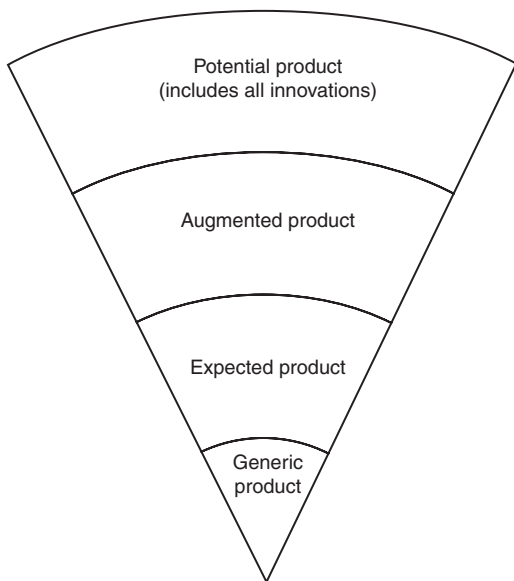 Potential product
(includes all innovations)
Augmented product
Expected product
Generic
product